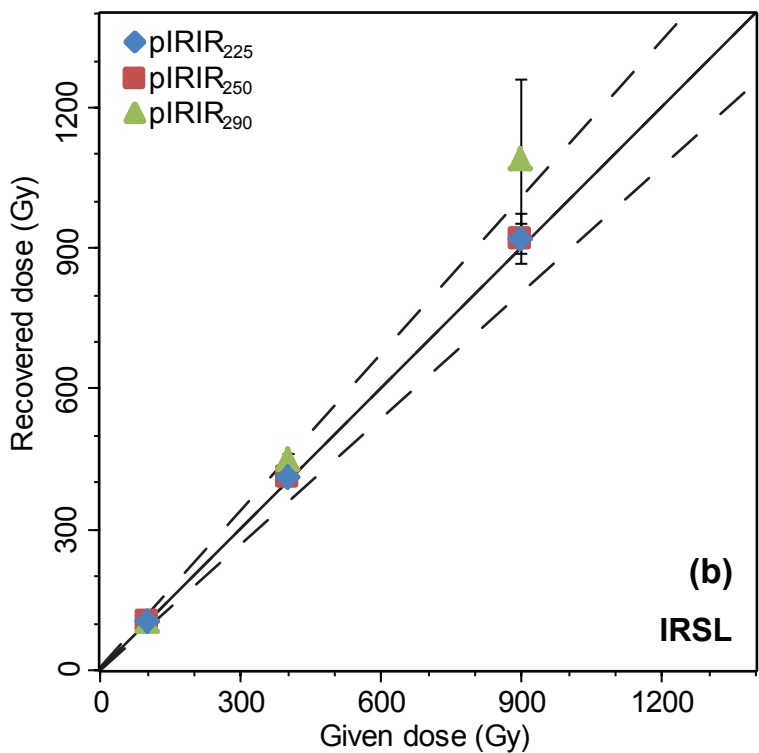 pIRIR225
pIRIR250
pIRIR290
1200
900
600
300
0
Recovered dose (Gy)
(b)
IRSL
0 300 600 900 1200
Given dose (Gy)